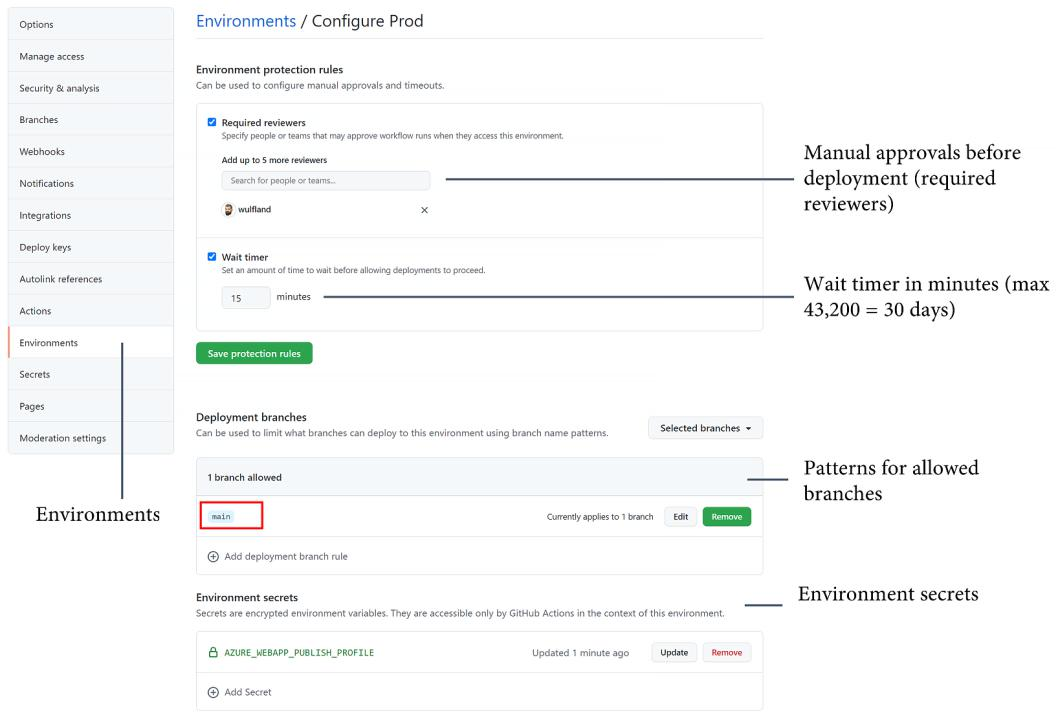 Options
Manage access
Security & analysis
Branches
Webhooks
Notifications
Integrations
Deploy keys
Autolink references
Actions
Environments
Secrets
Pages
Moderation settings
Environments
Environments / Configure Prod
Environment protection rules
Can be used to configure manual approvals and timeouts.
Required reviewers
Specify people or teams that may approve workflow runs when they access this environment.
Add up to 5 more reviewers
Search for people or teams...
wulfland
Wait timer
Set an amount of time to wait before allowing deployments to proceed.
15 minutes
Save protection rules
Deployment branches
Can be used to limit what branches can deploy to this environment using branch name patterns.
Selected branches
1 branch allowed
main Currently applies to 1 branch Edit Remove
Add deployment branch rule
Environment secrets
Secrets are encrypted environment variables. They are accessible only by GitHub Actions in the context of this environment.
AZURE_WEBAPP_PUBLISH_PROFILE Updated 1 minute ago Update Remove
Add Secret
Manual approvals before
deployment (required
reviewers)
Wait timer in minutes (max
43,200 = 30 days)
Patterns for allowed
branches
Environment secrets